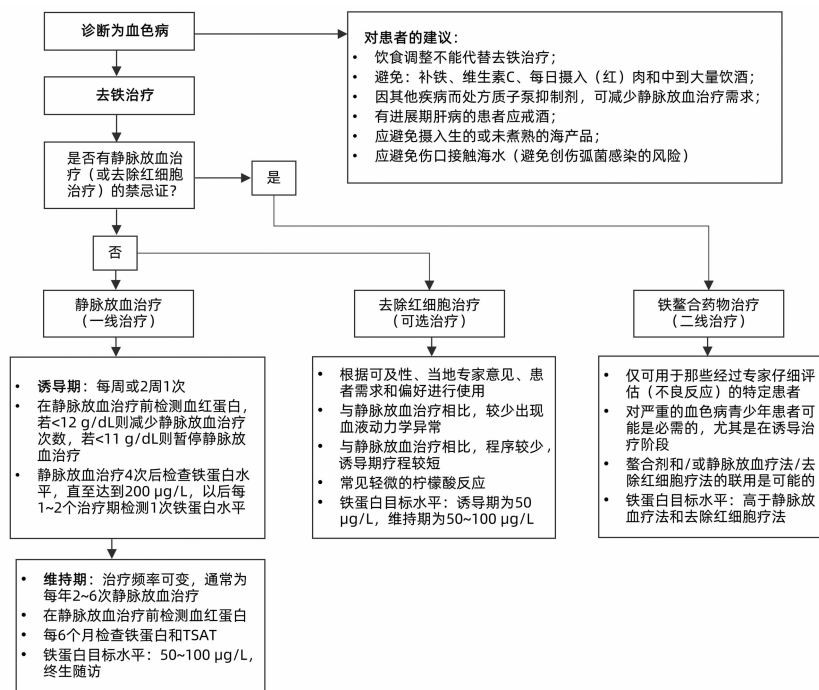 诊断为血色病
对患者的建议：
• 饮食调整不能代替去铁治疗；
• 避免：补铁、维生素C、每日摄入（红）肉和中到大量饮酒；
• 因其他疾病而处方质子泵抑制剂，可减少静脉放血治疗需求；
• 有进展期肝病的患者应戒酒；
• 应避免摄入生的或未煮熟的海产品；
• 应避免伤口接触海水（避免创伤弧菌感染的风险）
去铁治疗
是否有静脉放血治
疗（或去除红细胞
治疗）的禁忌证？
是
否
静脉放血治疗
（一线治疗）
去除红细胞治疗
（可选治疗）
铁螯合药物治疗
（二线治疗）
• 诱导期：每周或2周1次
• 在静脉放血治疗前检测血红蛋白，
若<12 g/dL则减少静脉放血治疗
次数，若<11 g/dL则暂停静脉放
血治疗
• 静脉放血治疗4次后检查铁蛋白水
平，直至达到200 μg/L，以后每
1~2个治疗期检测1次铁蛋白水平
• 根据可及性、当地专家意见、患
者需求和偏好进行使用
• 与静脉放血治疗相比，较少出现
血液动力学异常
• 与静脉放血治疗相比，程序较少，
诱导期疗程较短
• 常见轻微的柠檬酸反应
• 铁蛋白目标水平：诱导期为50
μg/L，维持期为50~100 μg/L
• 仅可用于那些经过专家仔细评
估（不良反应）的特定患者
• 对严重的血色病青少年患者可
能是必需的，尤其是在诱导治
疗阶段
• 螯合剂和/或静脉放血疗法/去
除红细胞疗法的联用是可能的
• 铁蛋白目标水平：高于静脉放
血疗法和去除红细胞疗法
• 维持期：治疗频率可变，通常为
每年2~6次静脉放血治疗
• 在静脉放血治疗前检测血红蛋白
• 每6个月检查铁蛋白和TSAT
• 铁蛋白目标水平：50~100 μg/L，
终生随访